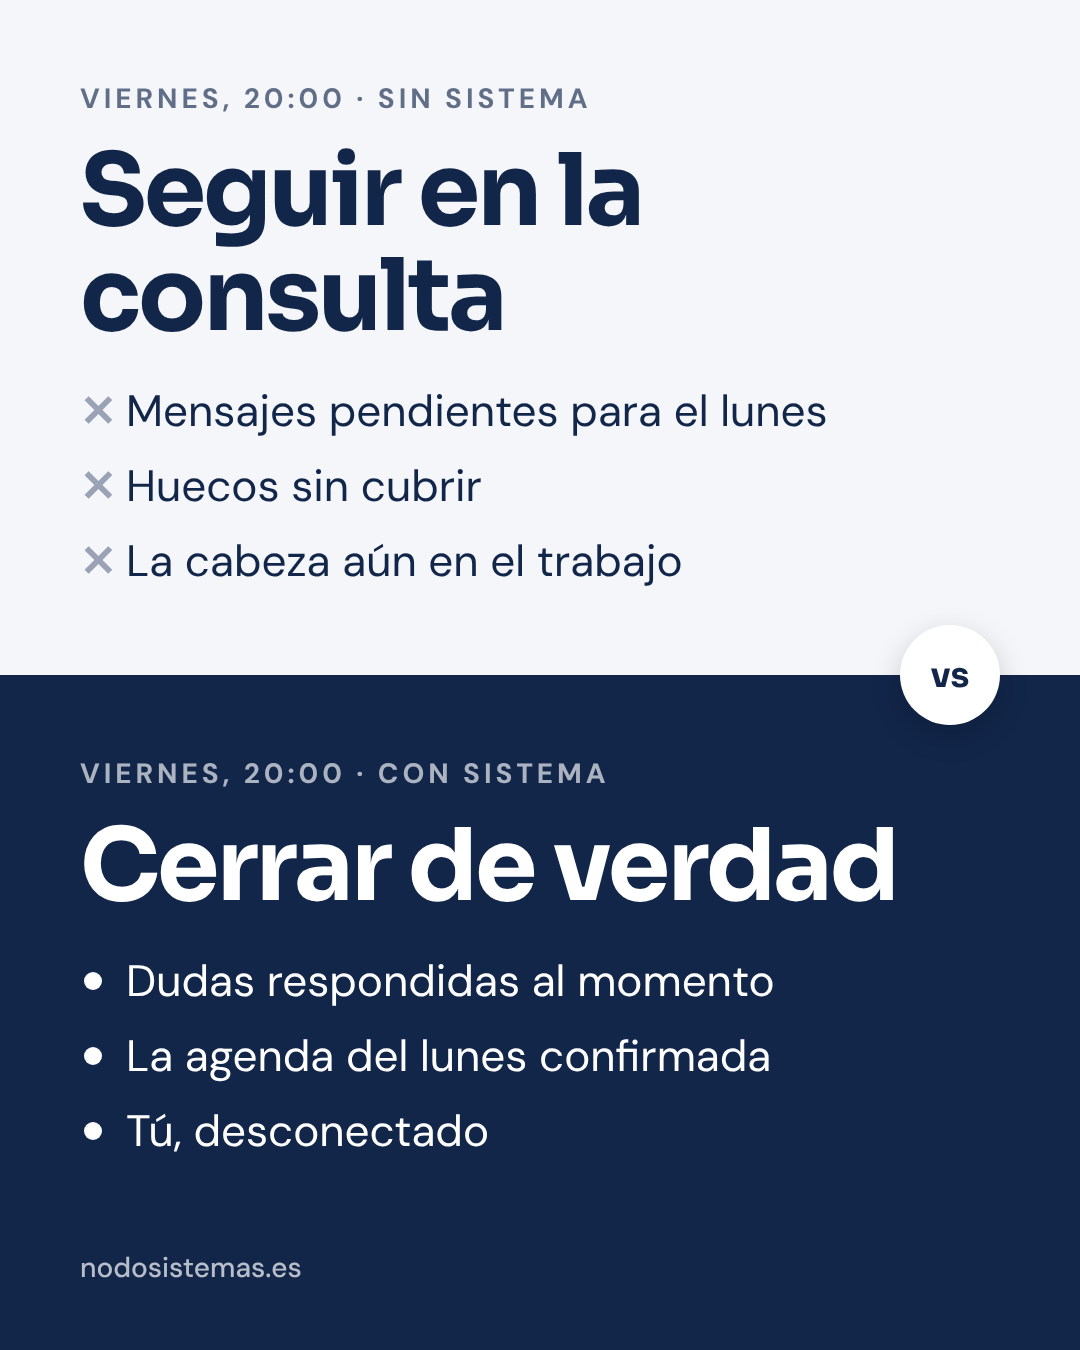 VIERNES, 20:00 · SIN SISTEMA
Seguir en la
consulta
✕ Mensajes pendientes para el lunes
✕ Huecos sin cubrir
✕ La cabeza aún en el trabajo
vs
VIERNES, 20:00 · CON SISTEMA
Cerrar de verdad
• Dudas respondidas al momento
• La agenda del lunes confirmada
• Tú, desconectado
nodosistemas.es